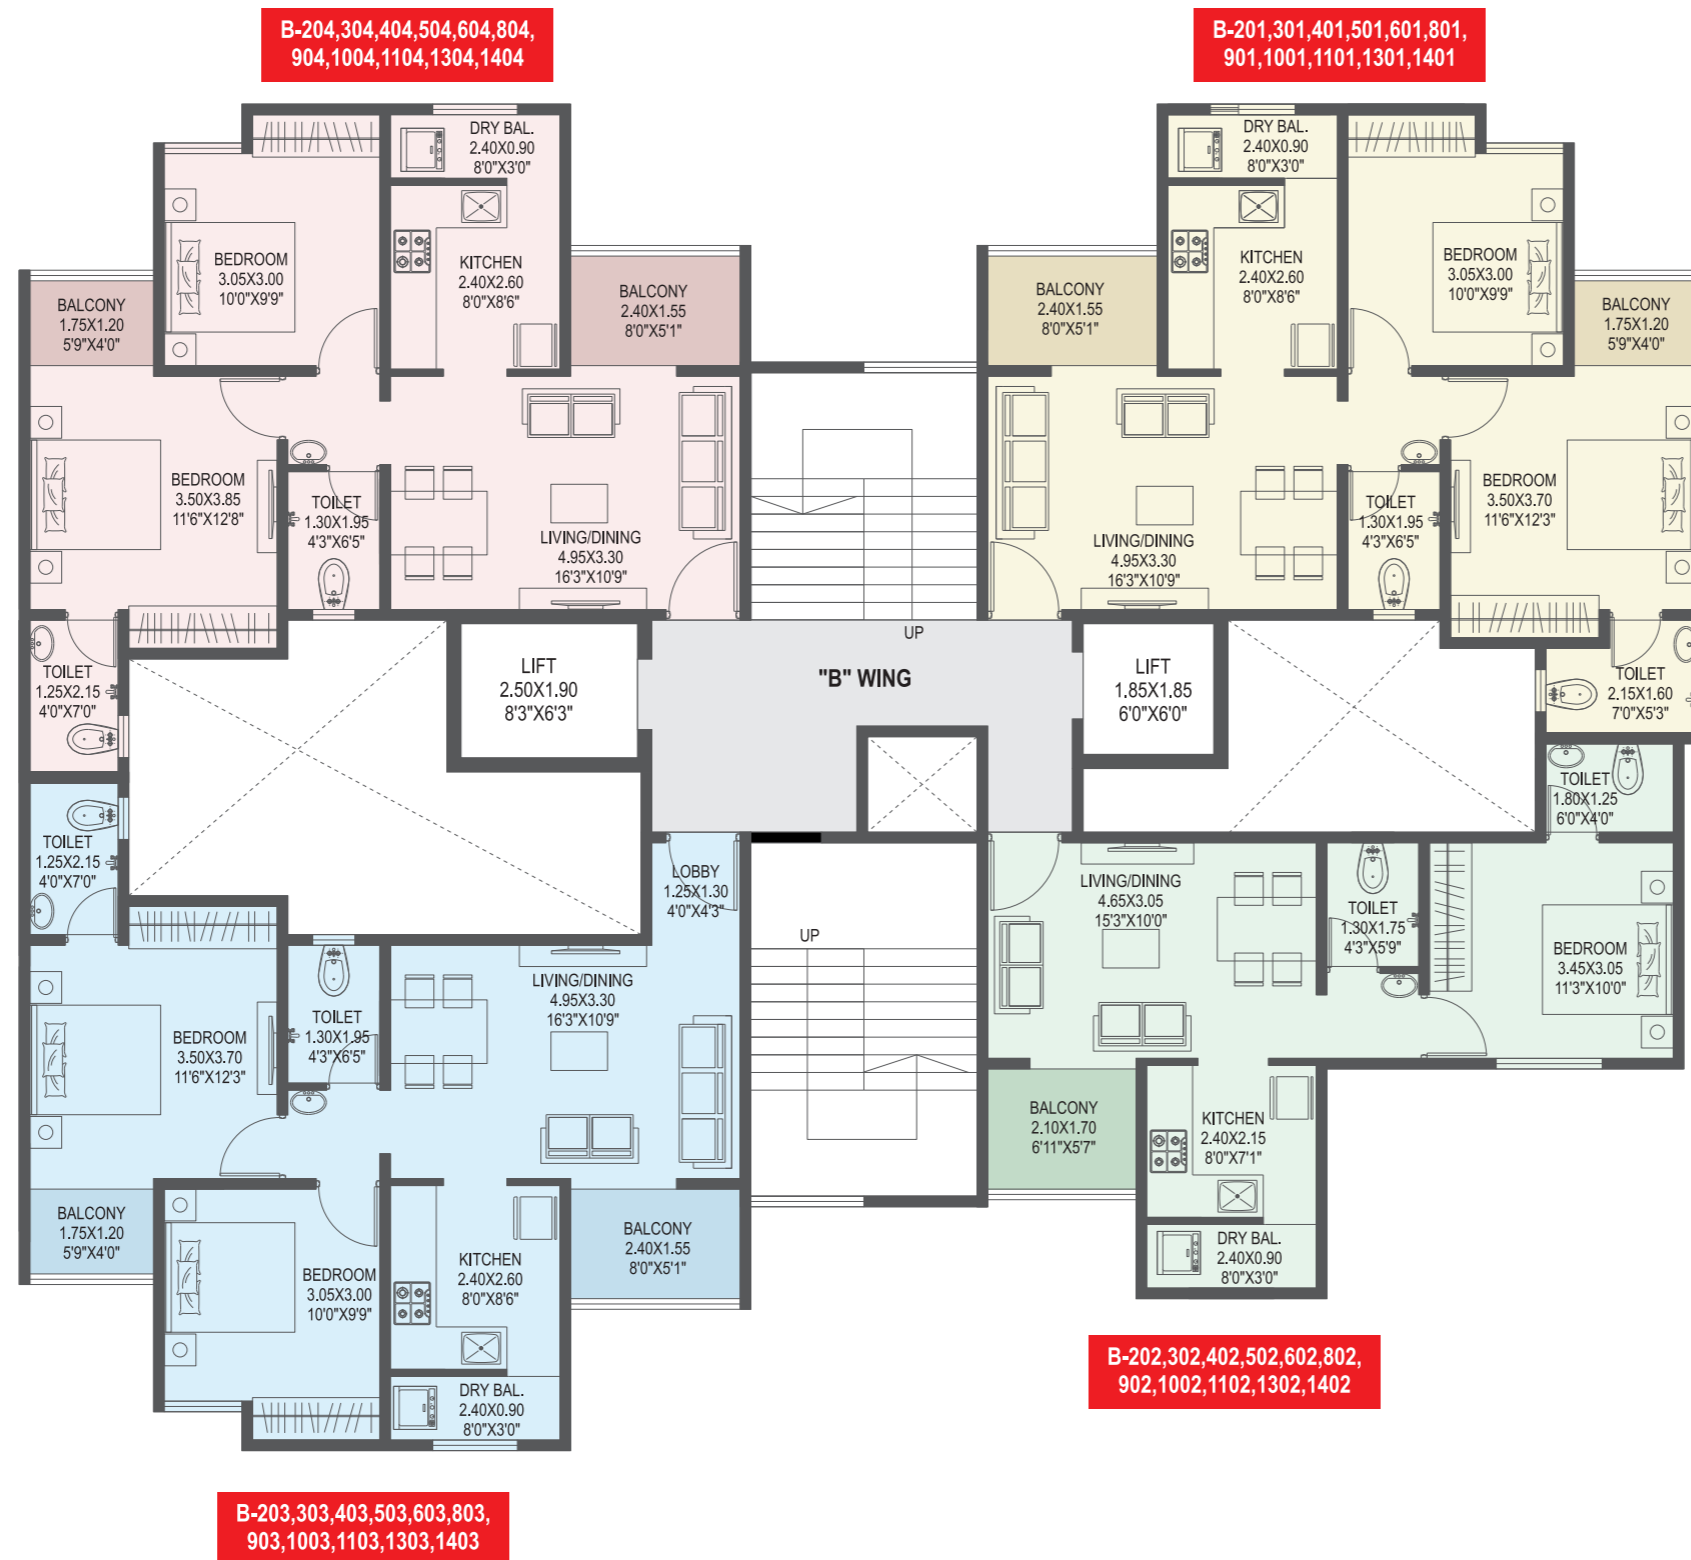 B-204,304,404,504,604,804,
904,1004,1104,1304,1404
B-201,301,401,501,601,801,
901,1001,1101,1301,1401
DRY BAL.
2.40X0.90
8'0"X3'0"
BEDROOM
3.05X3.00
10'0"X9'9"
KITCHEN
2.40X2.60
8'0"X8'6"
BALCONY
1.75X1.20
5'9"X4'0"
BALCONY
2.40X1.55
8'0"X5'1"
BEDROOM
3.50X3.85
11'6"X12'8"
TOILET
1.30X1.95
4'3"X6'5"
LIVING/DINING
4.95X3.30
16'3"X10'9"
TOILET
1.25X2.15
4'0"X7'0"
DRY BAL.
2.40X0.90
8'0"X3'0"
KITCHEN
2.40X2.60
8'0"X8'6"
BEDROOM
3.05X3.00
10'0"X9'9"
BALCONY
2.40X1.55
8'0"X5'1"
BALCONY
1.75X1.20
5'9"X4'0"
LIVING/DINING
4.95X3.30
16'3"X10'9"
TOILET
1.30X1.95
4'3"X6'5"
BEDROOM
3.50X3.70
11'6"X12'3"
TOILET
2.15X1.60
7'0"X5'3"
UP
LIFT
2.50X1.90
8'3"X6'3"
"B" WING
LIFT
1.85X1.85
6'0"X6'0"
TOILET
1.25X2.15
4'0"X7'0"
LOBBY
1.25X1.30
4'0"X4'3"
UP
LIVING/DINING
4.95X3.30
16'3"X10'9"
TOILET
1.30X1.95
4'3"X6'5"
BEDROOM
3.50X3.70
11'6"X12'3"
BALCONY
1.75X1.20
5'9"X4'0"
BEDROOM
3.05X3.00
10'0"X9'9"
KITCHEN
2.40X2.60
8'0"X8'6"
BALCONY
2.40X1.55
8'0"X5'1"
DRY BAL.
2.40X0.90
8'0"X3'0"
TOILET
1.80X1.25
6'0"X4'0"
LIVING/DINING
4.65X3.05
15'3"X10'0"
TOILET
1.30X1.75
4'3"X5'9"
BEDROOM
3.45X3.05
11'3"X10'0"
BALCONY
2.10X1.70
6'11"X5'7"
KITCHEN
2.40X2.15
8'0"X7'1"
DRY BAL.
2.40X0.90
8'0"X3'0"
B-202,302,402,502,602,802,
902,1002,1102,1302,1402
B-203,303,403,503,603,803,
903,1003,1103,1303,1403